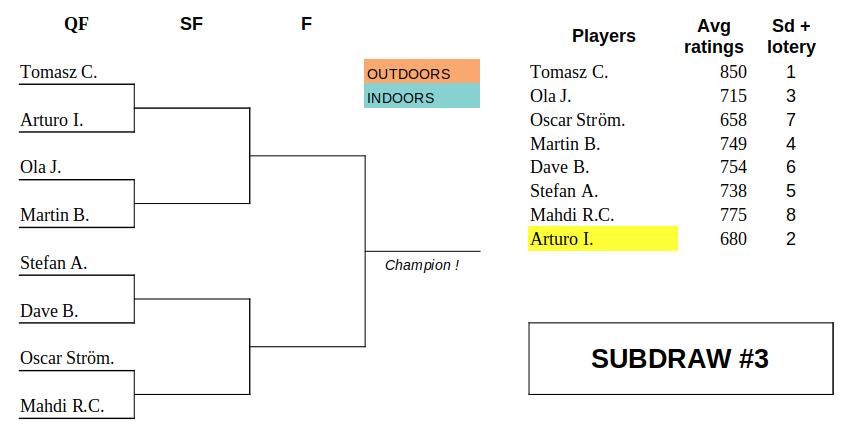 QF SF F
Tomasz C.
Arturo I.
Ola J.
Martin B.
Stefan A.
Dave B.
Oscar Ström.
Mahdi R.C.
OUTDOORS
INDOORS
Champion !
Players Avg ratings Sd + lotery
Tomasz C. 850 1
Ola J. 715 3
Oscar Ström. 658 7
Martin B. 749 4
Dave B. 754 6
Stefan A. 738 5
Mahdi R.C. 775 8
Arturo I. 680 2
SUBDRAW #3